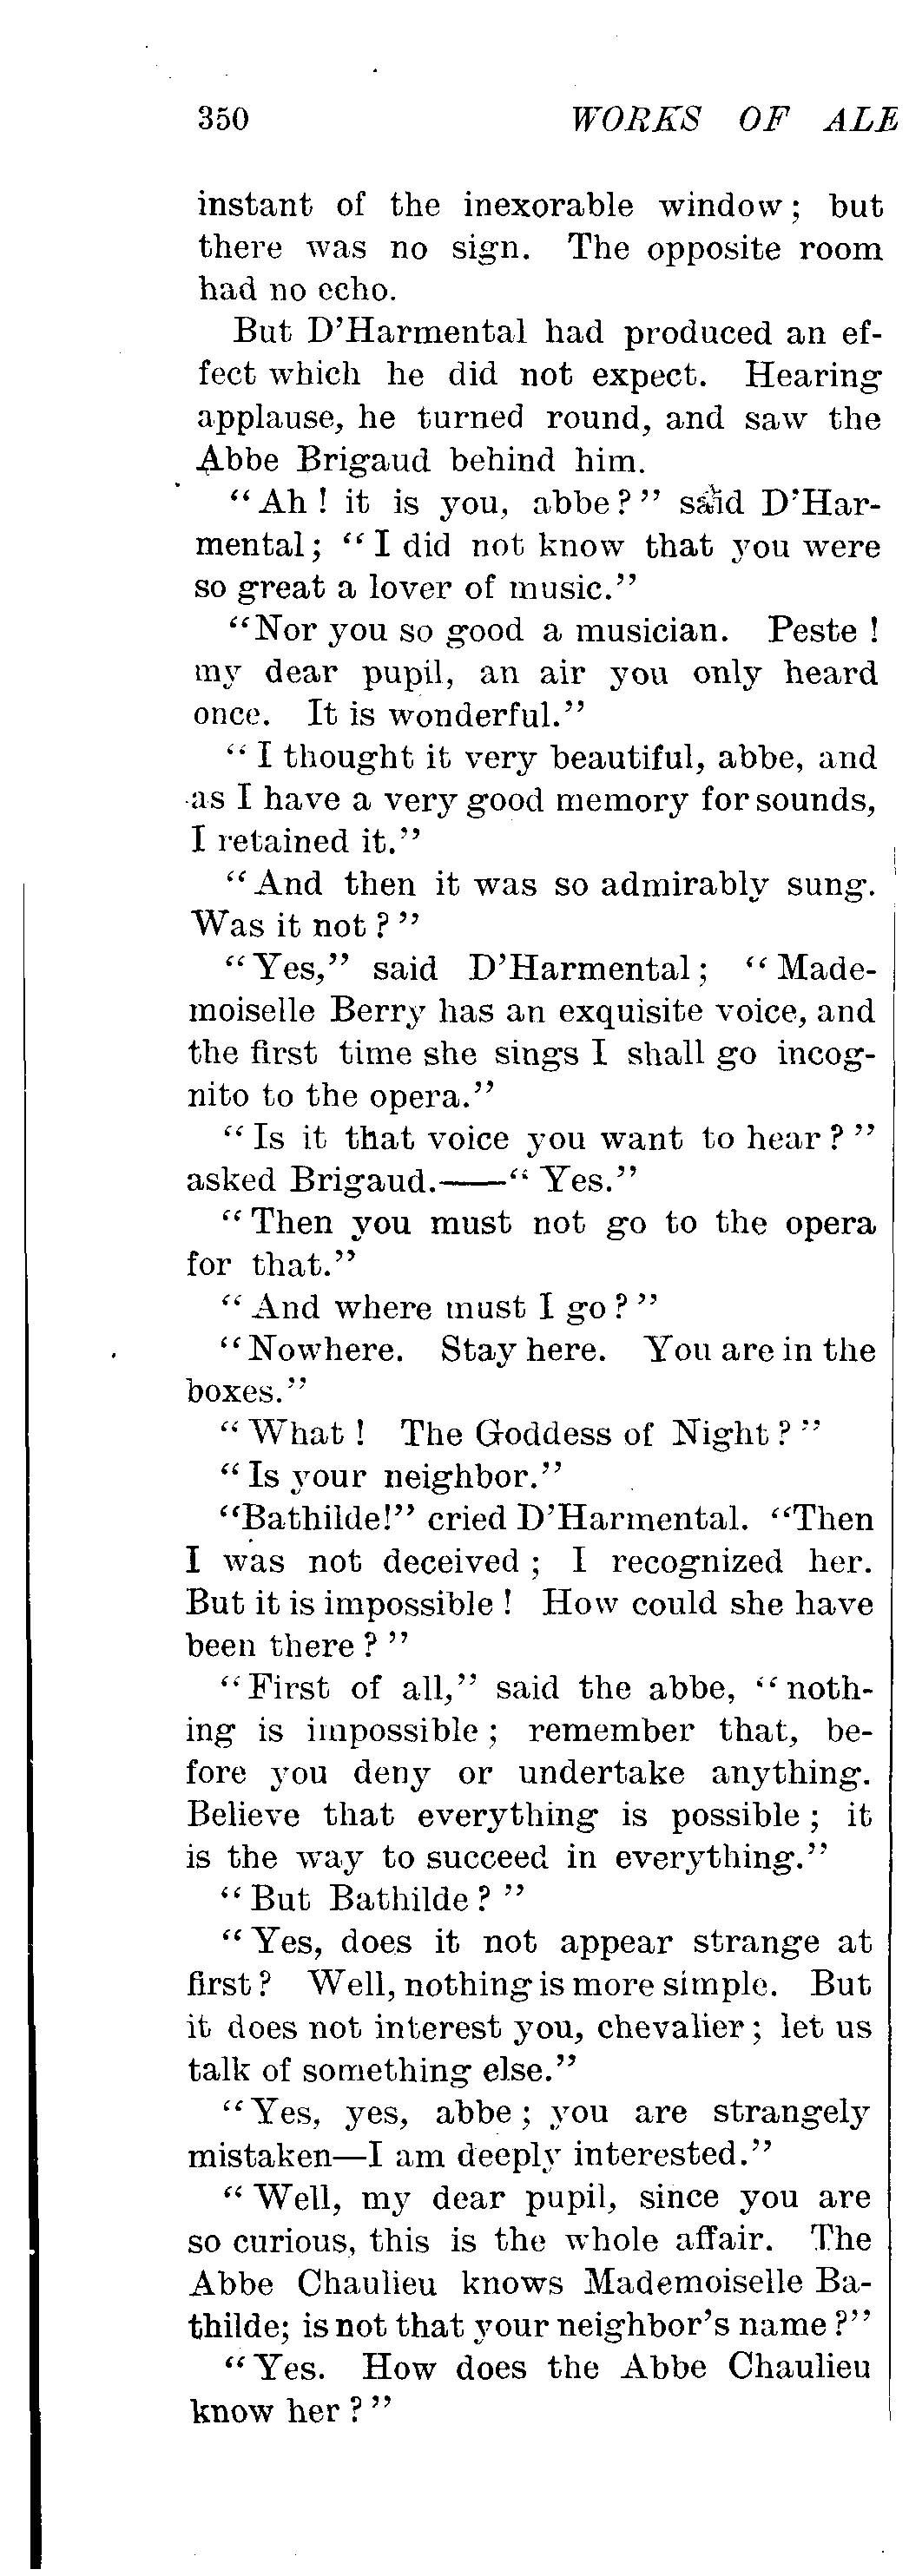 350 WORKS OF ALE
instant of the inexorable window; but
there was no sign. The opposite room
had no echo.
But D'Harmental had produced an ef-
fect which he did not expect. Hearing
applause, he turned round, and saw the
Abbe Brigaud behind him.
"Ah! it is you, abbe?" said D'Har-
mental; "I did not know that you were
so great a lover of music."
"Nor you so good a musician. Peste!
my dear pupil, an air you only heard
once. It is wonderful."
"I thought it very beautiful, abbe, and
as I have a very good memory for sounds,
I retained it."
"And then it was so admirably sung.
Was it not?"
"Yes," said D'Harmental; "Made-
moiselle Berry has an exquisite voice, and
the first time she sings I shall go incog-
nito to the opera."
"Is it that voice you want to hear?"
asked Brigaud.——"Yes."
"Then you must not go to the opera
for that."
"And where must I go?"
"Nowhere. Stay here. You are in the
boxes."
"What! The Goddess of Night?"
"Is your neighbor."
"Bathilde!" cried D'Harmental. "Then
I was not deceived; I recognized her.
But it is impossible! How could she have
been there?"
"First of all," said the abbe, "noth-
ing is impossible; remember that, be-
fore you deny or undertake anything.
Believe that everything is possible; it
is the way to succeed in everything."
"But Bathilde?"
"Yes, does it not appear strange at
first? Well, nothing is more simple. But
it does not interest you, chevalier; let us
talk of something else."
"Yes, yes, abbe; you are strangely
mistaken—I am deeply interested."
"Well, my dear pupil, since you are
so curious, this is the whole affair. The
Abbe Chaulieu knows Mademoiselle Ba-
thilde; is not that your neighbor's name?"
"Yes. How does the Abbe Chaulieu
know her?"